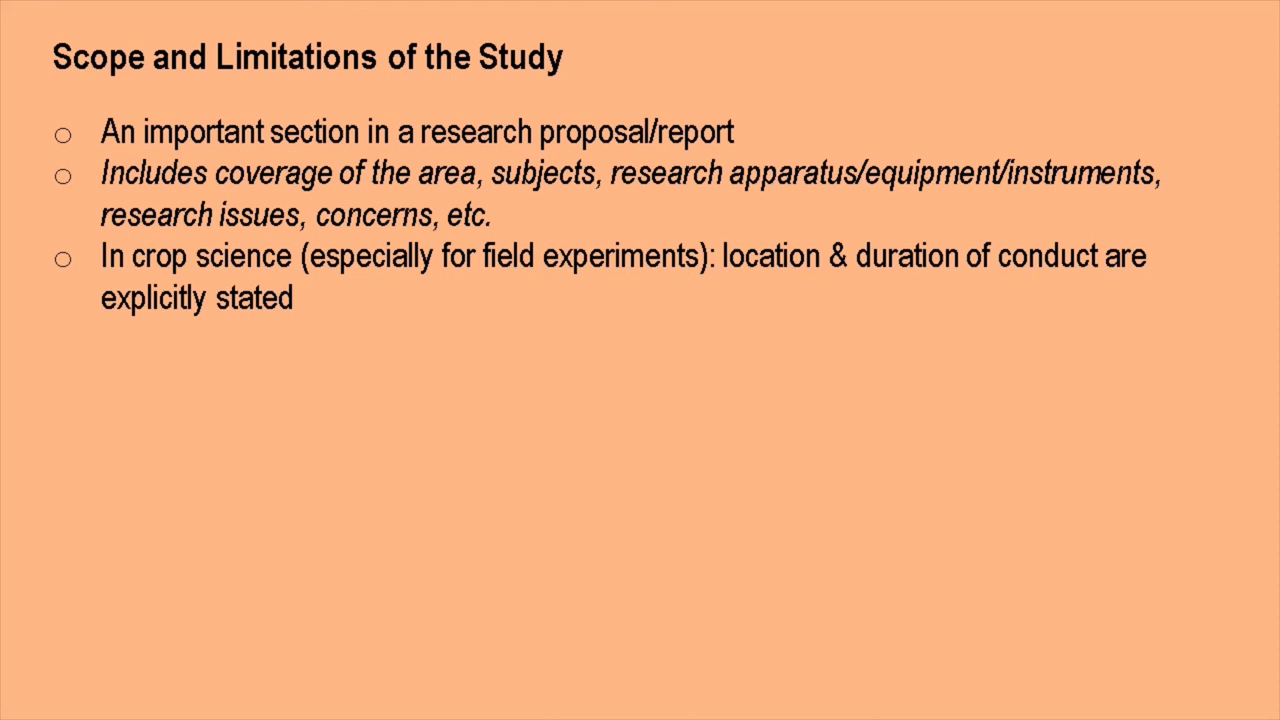 Scope and Limitations of the Study
o An important section in a research proposal/report
o Includes coverage of the area, subjects, research apparatus/equipment/instruments,
research issues, concerns, etc.
o In crop science (especially for field experiments): location & duration of conduct are
explicitly stated